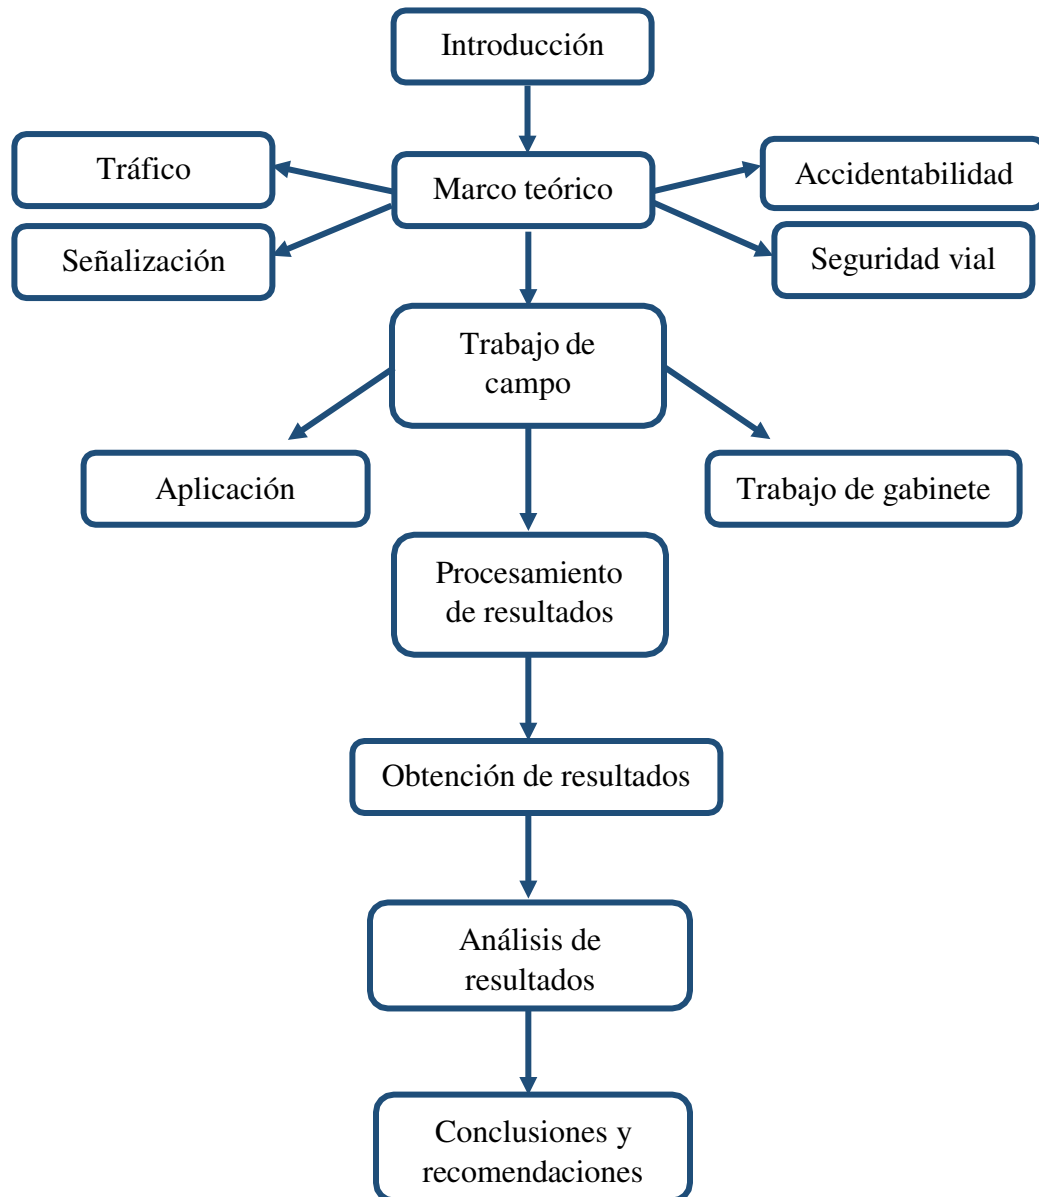 Introducción
Tráfico
Marco teórico
Accidentabilidad
Señalización
Seguridad vial
Trabajo de
campo
Aplicación
Trabajo de gabinete
Procesamiento
de resultados
Obtención de resultados
Análisis de
resultados
Conclusiones y
recomendaciones